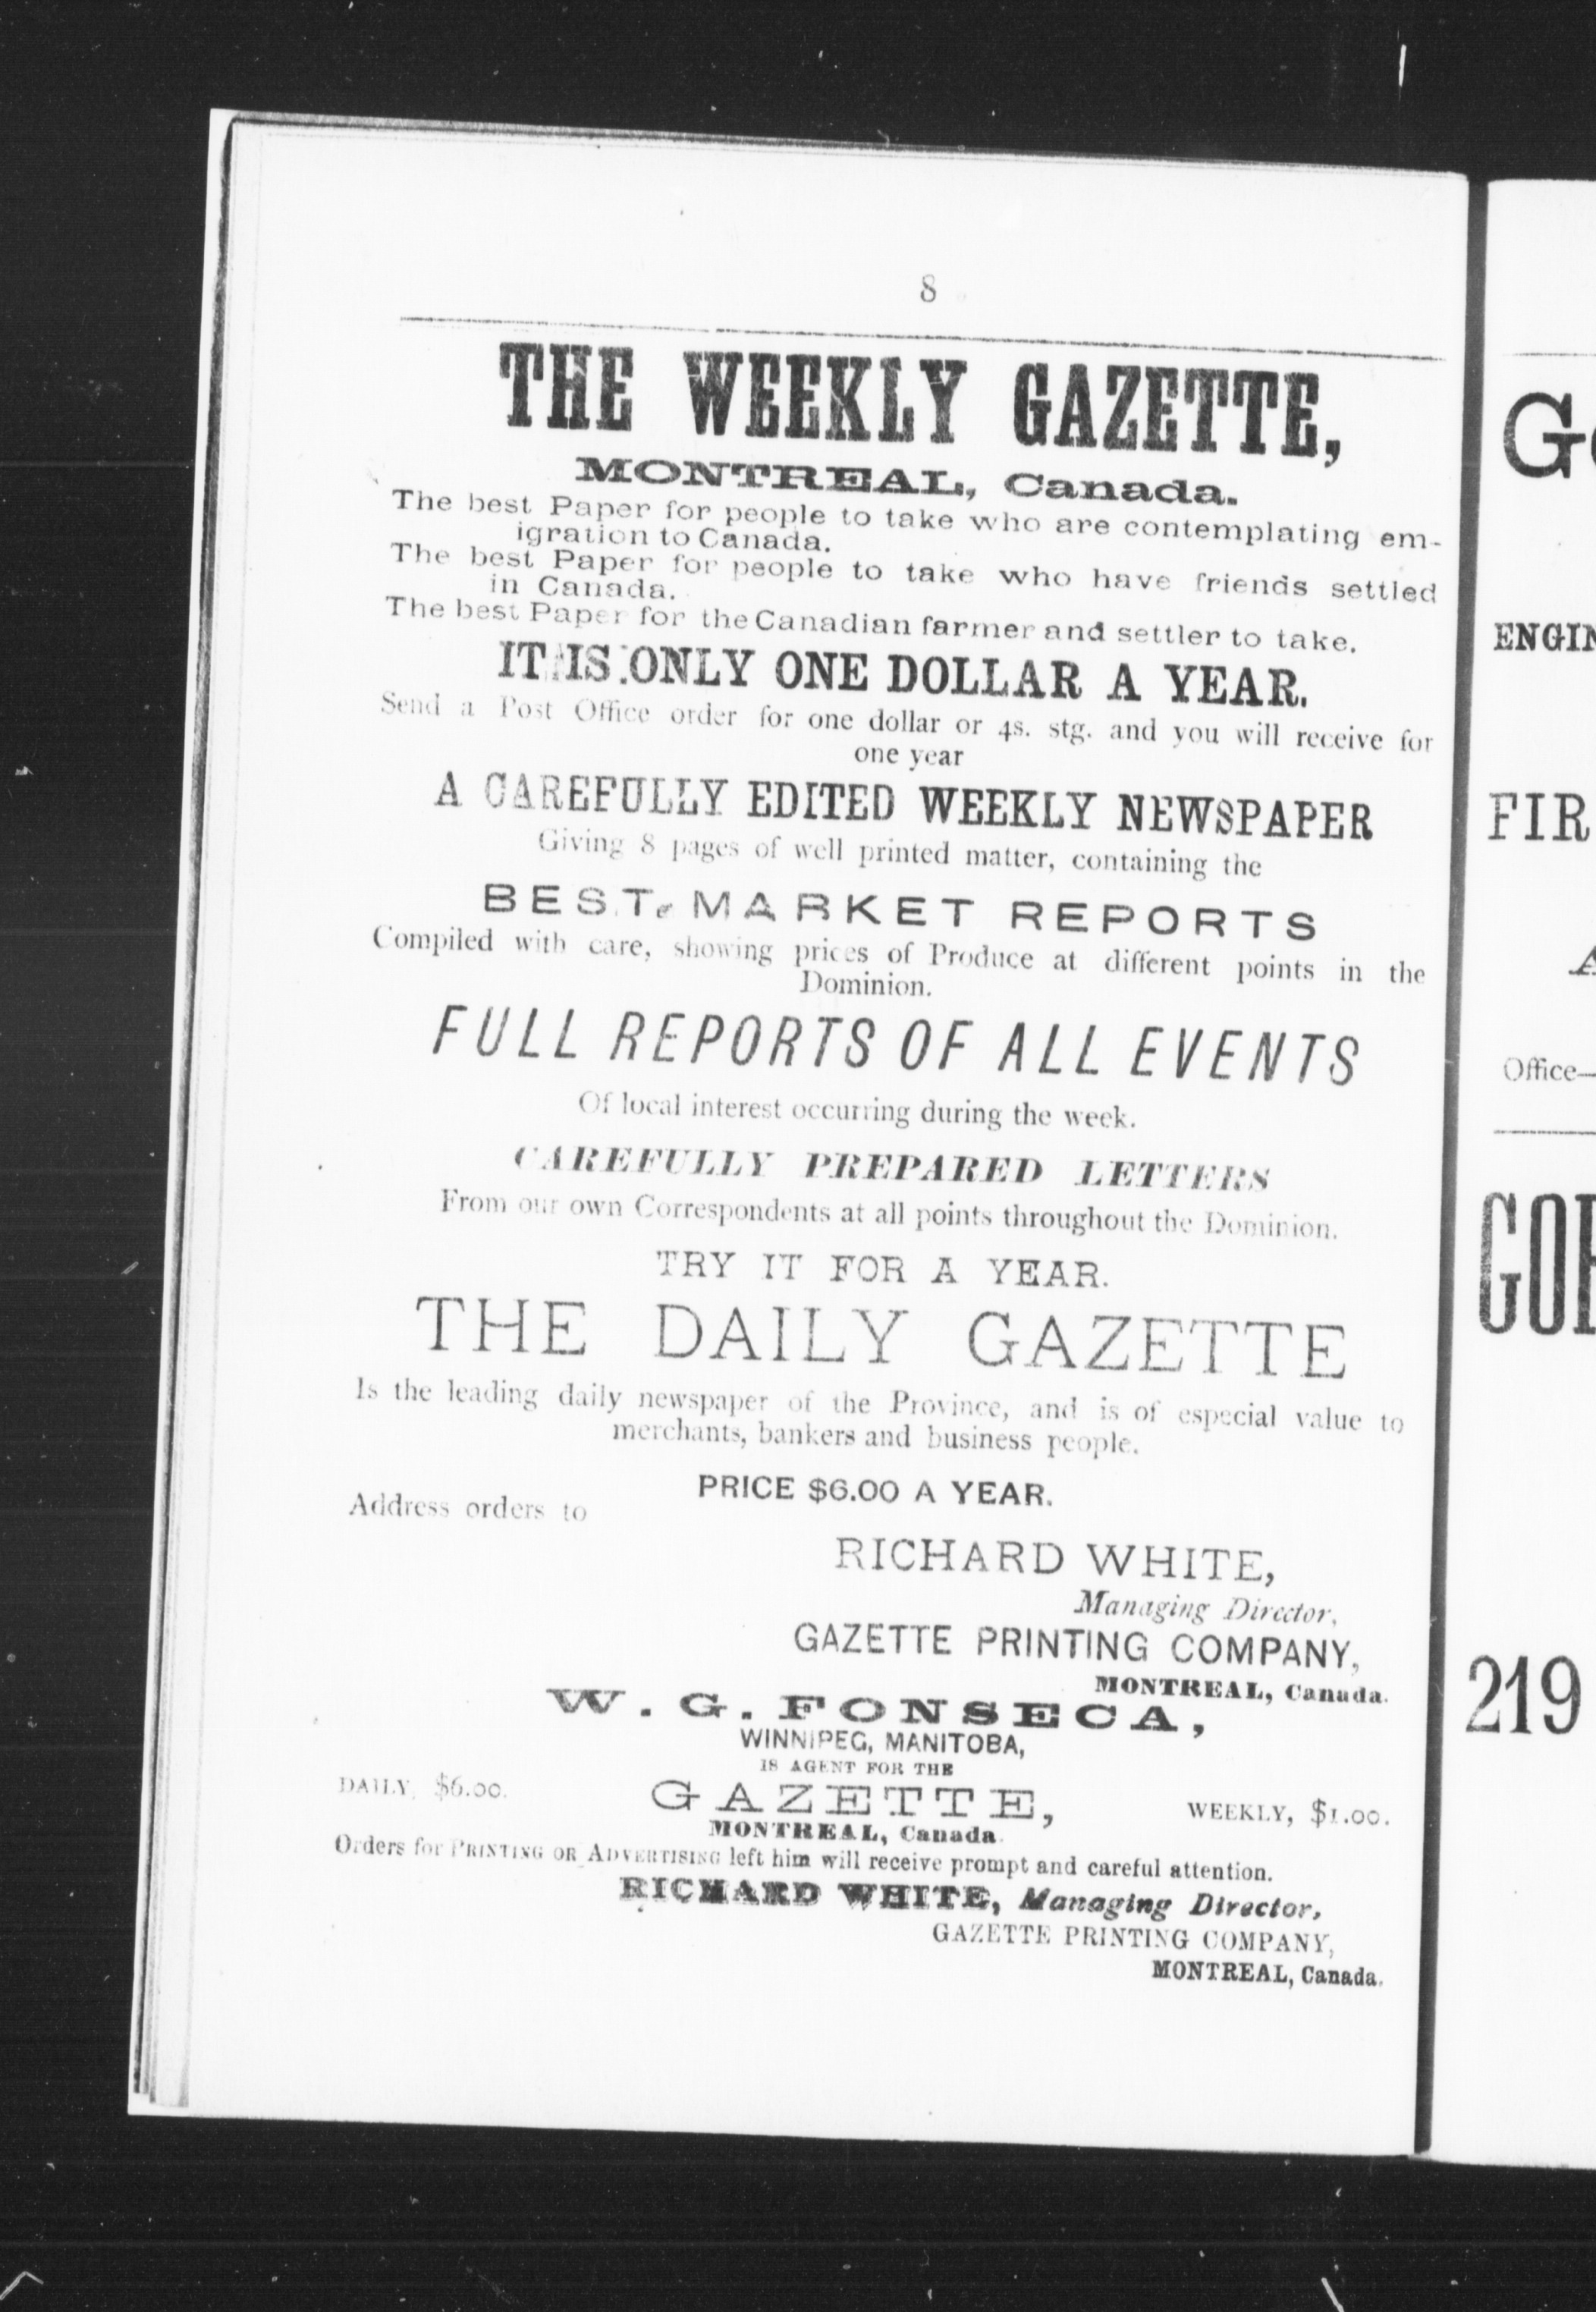 8
THE WEEKLY GAZETTE,
MONTREAL, Canada.
The best Paper for people to take who are contemplating em-
igration to Canada.
The best Paper for people to take who have friends settled
in Canada.
The best Paper for the Canadian farmer and settler to take.
IT IS ONLY ONE DOLLAR A YEAR.
Send a Post Office order for one dollar or 4s. stg. and you will receive for
one year
A CAREFULLY EDITED WEEKLY NEWSPAPER
Giving 8 pages of well printed matter, containing the
BEST MARKET REPORTS
Compiled with care, showing prices of Produce at different points in the
Dominion.
FULL REPORTS OF ALL EVENTS
Of local interest occurring during the week.
CAREFULLY PREPARED LETTERS
From our own Correspondents at all points throughout the Dominion.
TRY IT FOR A YEAR.
THE DAILY GAZETTE
Is the leading daily newspaper of the Province, and is of especial value to
merchants, bankers and business people.
PRICE $6.00 A YEAR.
Address orders to
RICHARD WHITE,
Managing Director,
GAZETTE PRINTING COMPANY,
MONTREAL, Canada.
W. G. FONSECA,
WINNIPEG, MANITOBA,
IS AGENT FOR THE
DAILY, $6.00. GAZETTE, WEEKLY, $1.00.
MONTREAL, Canada.
Orders for PRINTING OR ADVERTISING left him will receive prompt and careful attention.
RICHARD WHITE, Managing Director,
GAZETTE PRINTING COMPANY,
MONTREAL, Canada.
ENGIN
FIR
Office—
219